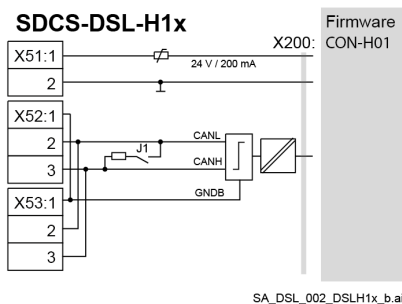 SDCS-DSL-H1x
Firmware
X200: CON-H01
X51:1
24 V / 200 mA
2
X52:1
2
CANL
J1
3
CANH
GNDB
X53:1
2
3
SA_DSL_002_DSLH1x_b.ai